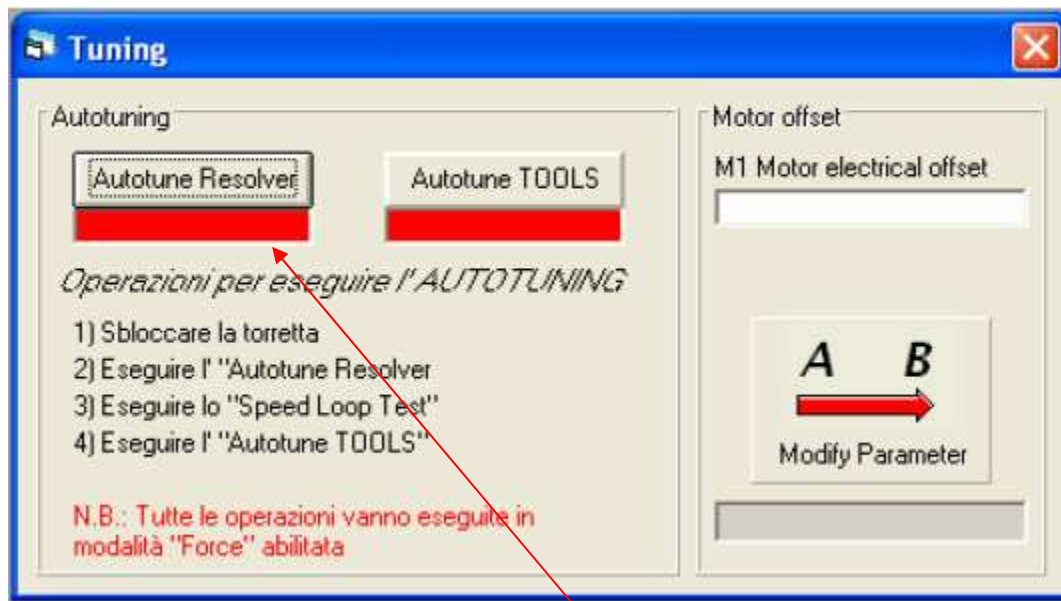 Tuning
Autotuning
Autotune Resolver
Autotune TOOLS
Operazioni per eseguire l' AUTOTUNING
1) Sbloccare la torretta
2) Eseguire l' "Autotune Resolver
3) Eseguire lo "Speed Loop Test"
4) Eseguire l' "Autotune TOOLS"
N.B.: Tutte le operazioni vanno eseguite in
modalità "Force" abilitata
Motor offset
M1 Motor electrical offset
A B
Modify Parameter